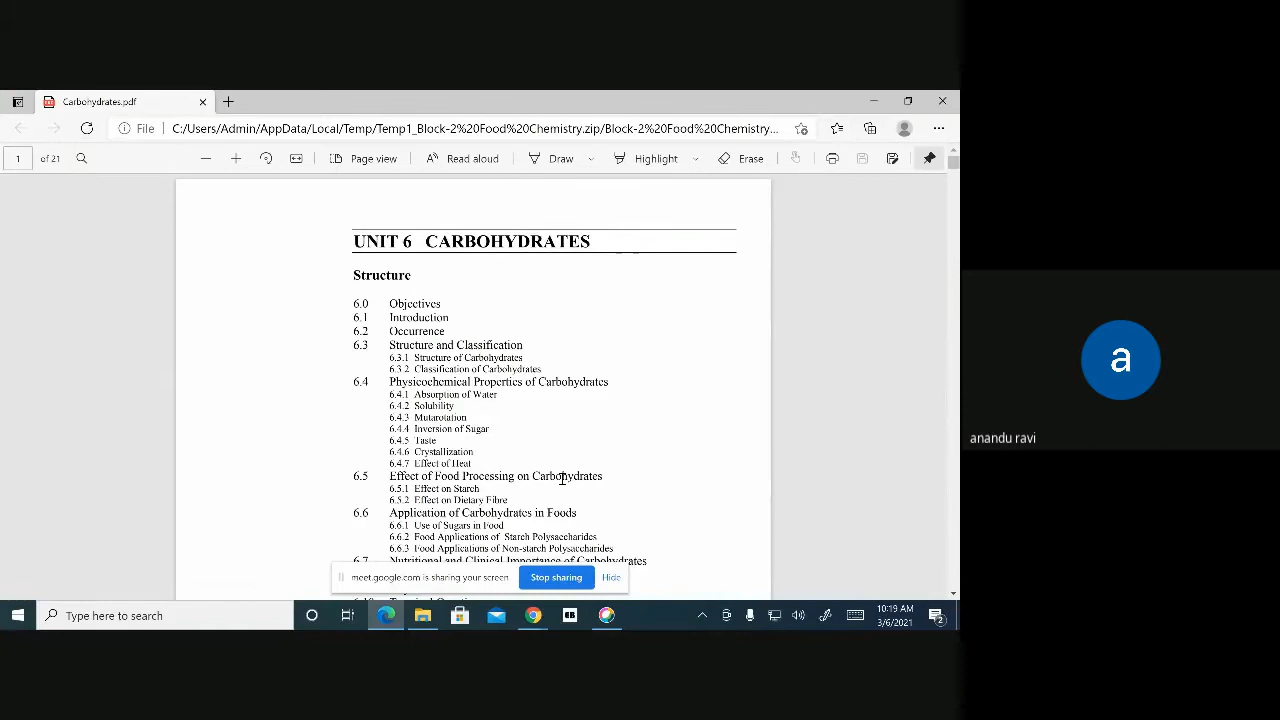 Carbohydrates.pdf
File C:/Users/Admin/AppData/Local/Temp/Temp1_Block-2%20Food%20Chemistry.zip/Block-2%20Food%20Chemistry...
1 of 21 Page view Read aloud Draw Highlight Erase
UNIT 6 CARBOHYDRATES
Structure
6.0 Objectives
6.1 Introduction
6.2 Occurrence
6.3 Structure and Classification
6.3.1 Structure of Carbohydrates
6.3.2 Classification of Carbohydrates
6.4 Physicochemical Properties of Carbohydrates
6.4.1 Absorption of Water
6.4.2 Solubility
6.4.3 Mutarotation
6.4.4 Inversion of Sugar
6.4.5 Taste
6.4.6 Crystallization
6.4.7 Effect of Heat
6.5 Effect of Food Processing on Carbohydrates
6.5.1 Effect on Starch
6.5.2 Effect on Dietary Fibre
6.6 Application of Carbohydrates in Foods
6.6.1 Use of Sugars in Food
6.6.2 Food Applications of Starch Polysaccharides
6.6.3 Food Applications of Non-starch Polysaccharides
6.7 Nutritional and Clinical Importance of Carbohydrates
meet.google.com is sharing your screen Stop sharing Hide
Type here to search
10:19 AM
3/6/2021
2
a
anandu ravi